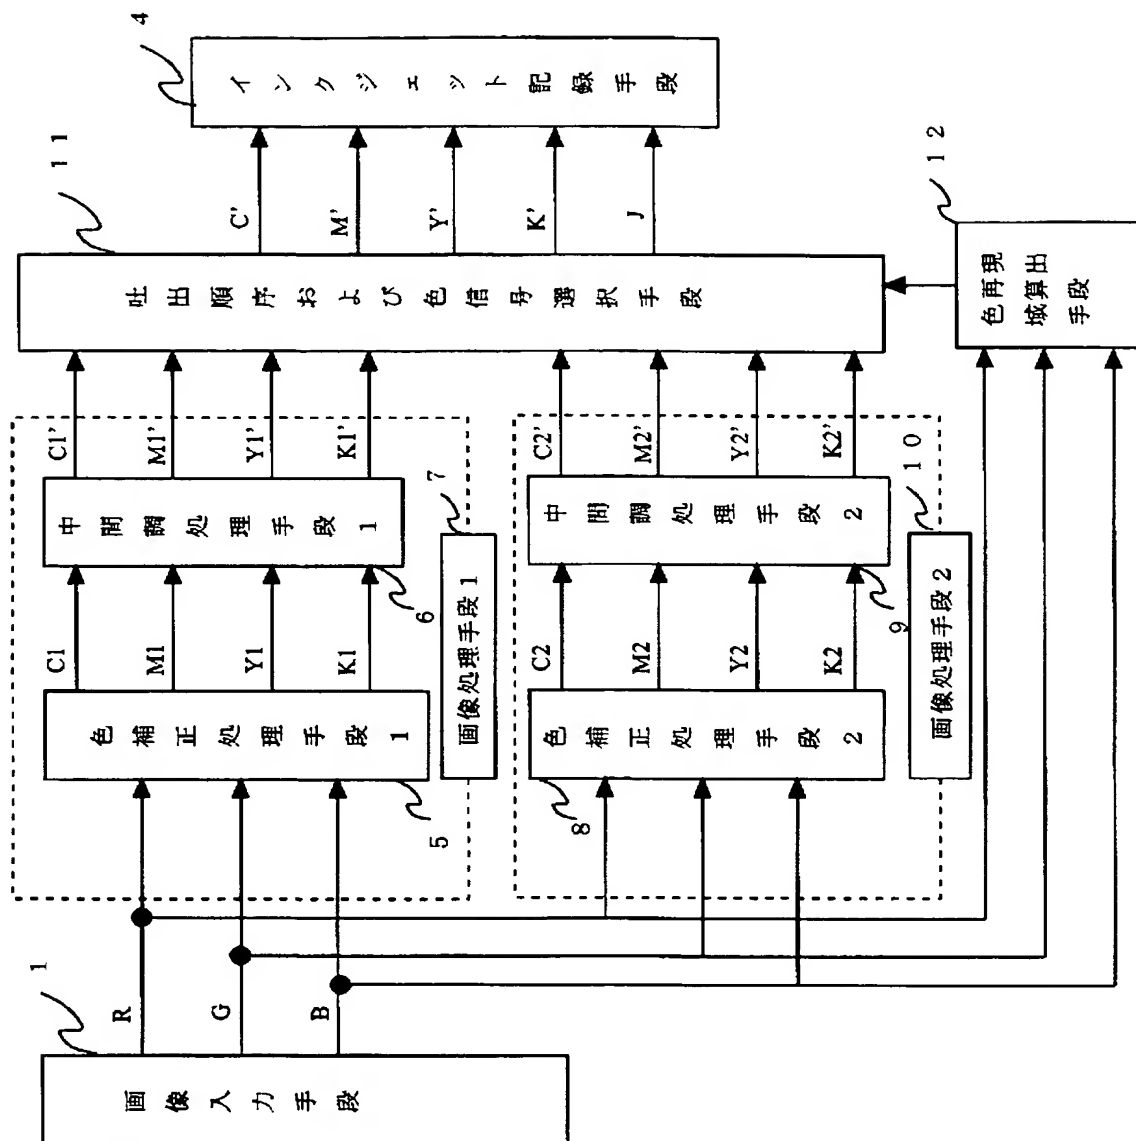 1
画像入力手段
R
G
B
5
色補正処理手段1
C1
M1
Y1
K1
6
中間調処理手段1
7
画像処理手段1
C1'
M1'
Y1'
K1'
8
色補正処理手段2
C2
M2
Y2
K2
9
中間調処理手段2
10
画像処理手段2
C2'
M2'
Y2'
K2'
11
吐出順序および色信号選択手段
12
色再現
域算出
手段
C'
M'
Y'
K'
J
4
インクジェット記録手段